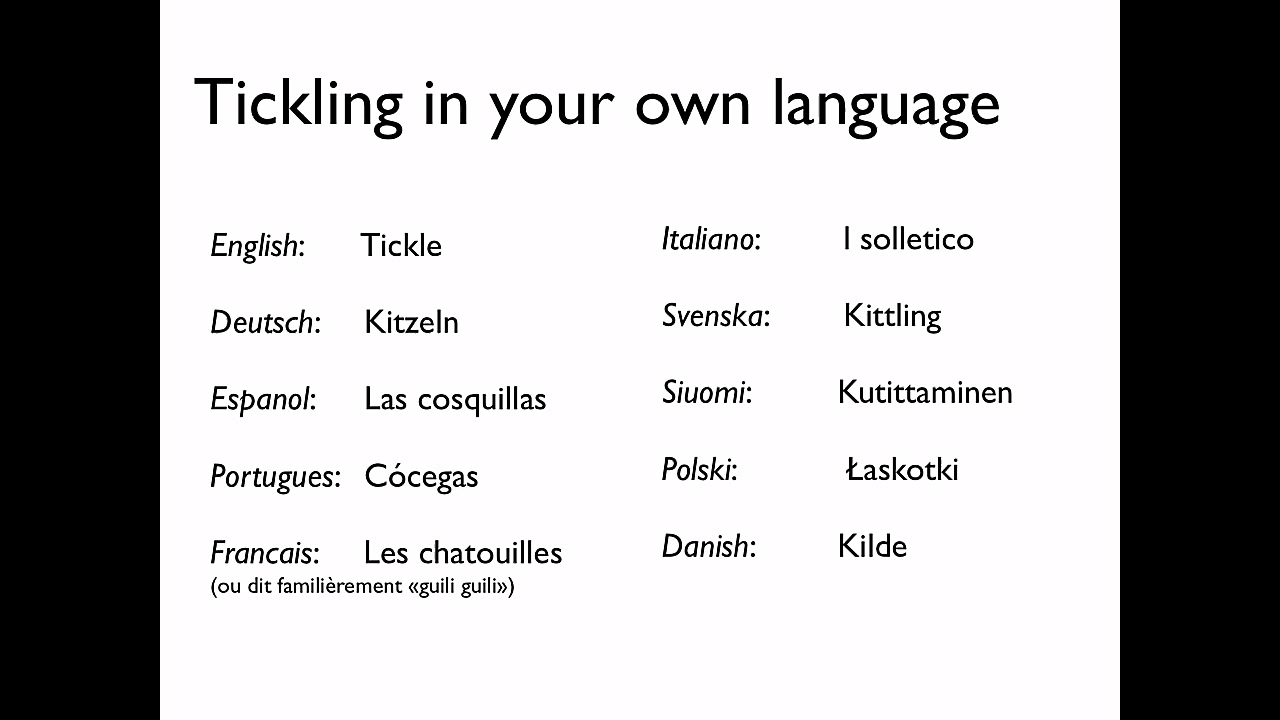 Tickling in your own language
English: Tickle
Deutsch: Kitzeln
Espanol: Las cosquillas
Portugues: Cócegas
Francais: Les chatouilles
(ou dit familièrement «guili guili»)
Italiano: I solletico
Svenska: Kittling
Siuomi: Kutittaminen
Polski: Łaskotki
Danish: Kilde